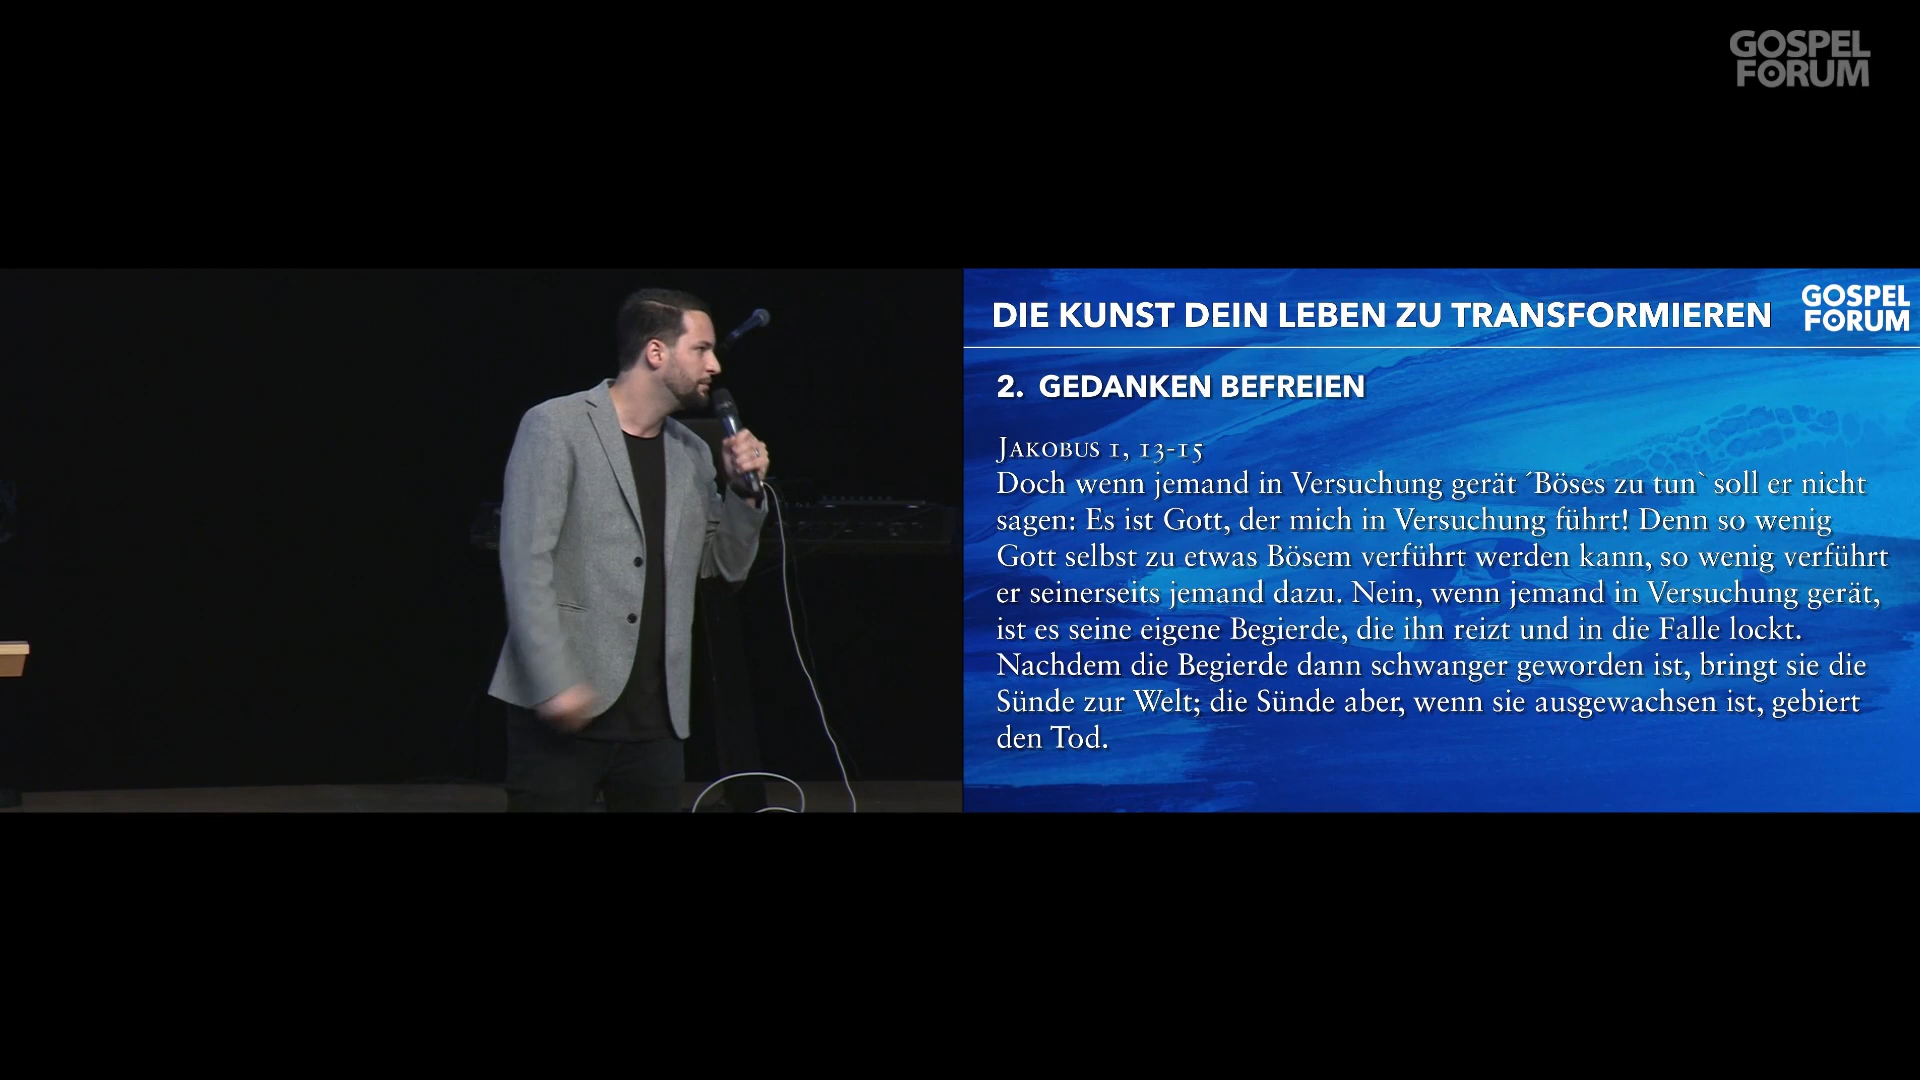 GOSPEL
FORUM
DIE KUNST DEIN LEBEN ZU TRANSFORMIEREN
GOSPEL
FORUM
2. GEDANKEN BEFREIEN
Jakobus 1, 13-15
Doch wenn jemand in Versuchung gerät ´Böses zu tun` soll er nicht
sagen: Es ist Gott, der mich in Versuchung führt! Denn so wenig
Gott selbst zu etwas Bösem verführt werden kann, so wenig verführt
er seinerseits jemand dazu. Nein, wenn jemand in Versuchung gerät,
ist es seine eigene Begierde, die ihn reizt und in die Falle lockt.
Nachdem die Begierde dann schwanger geworden ist, bringt sie die
Sünde zur Welt; die Sünde aber, wenn sie ausgewachsen ist, gebiert
den Tod.